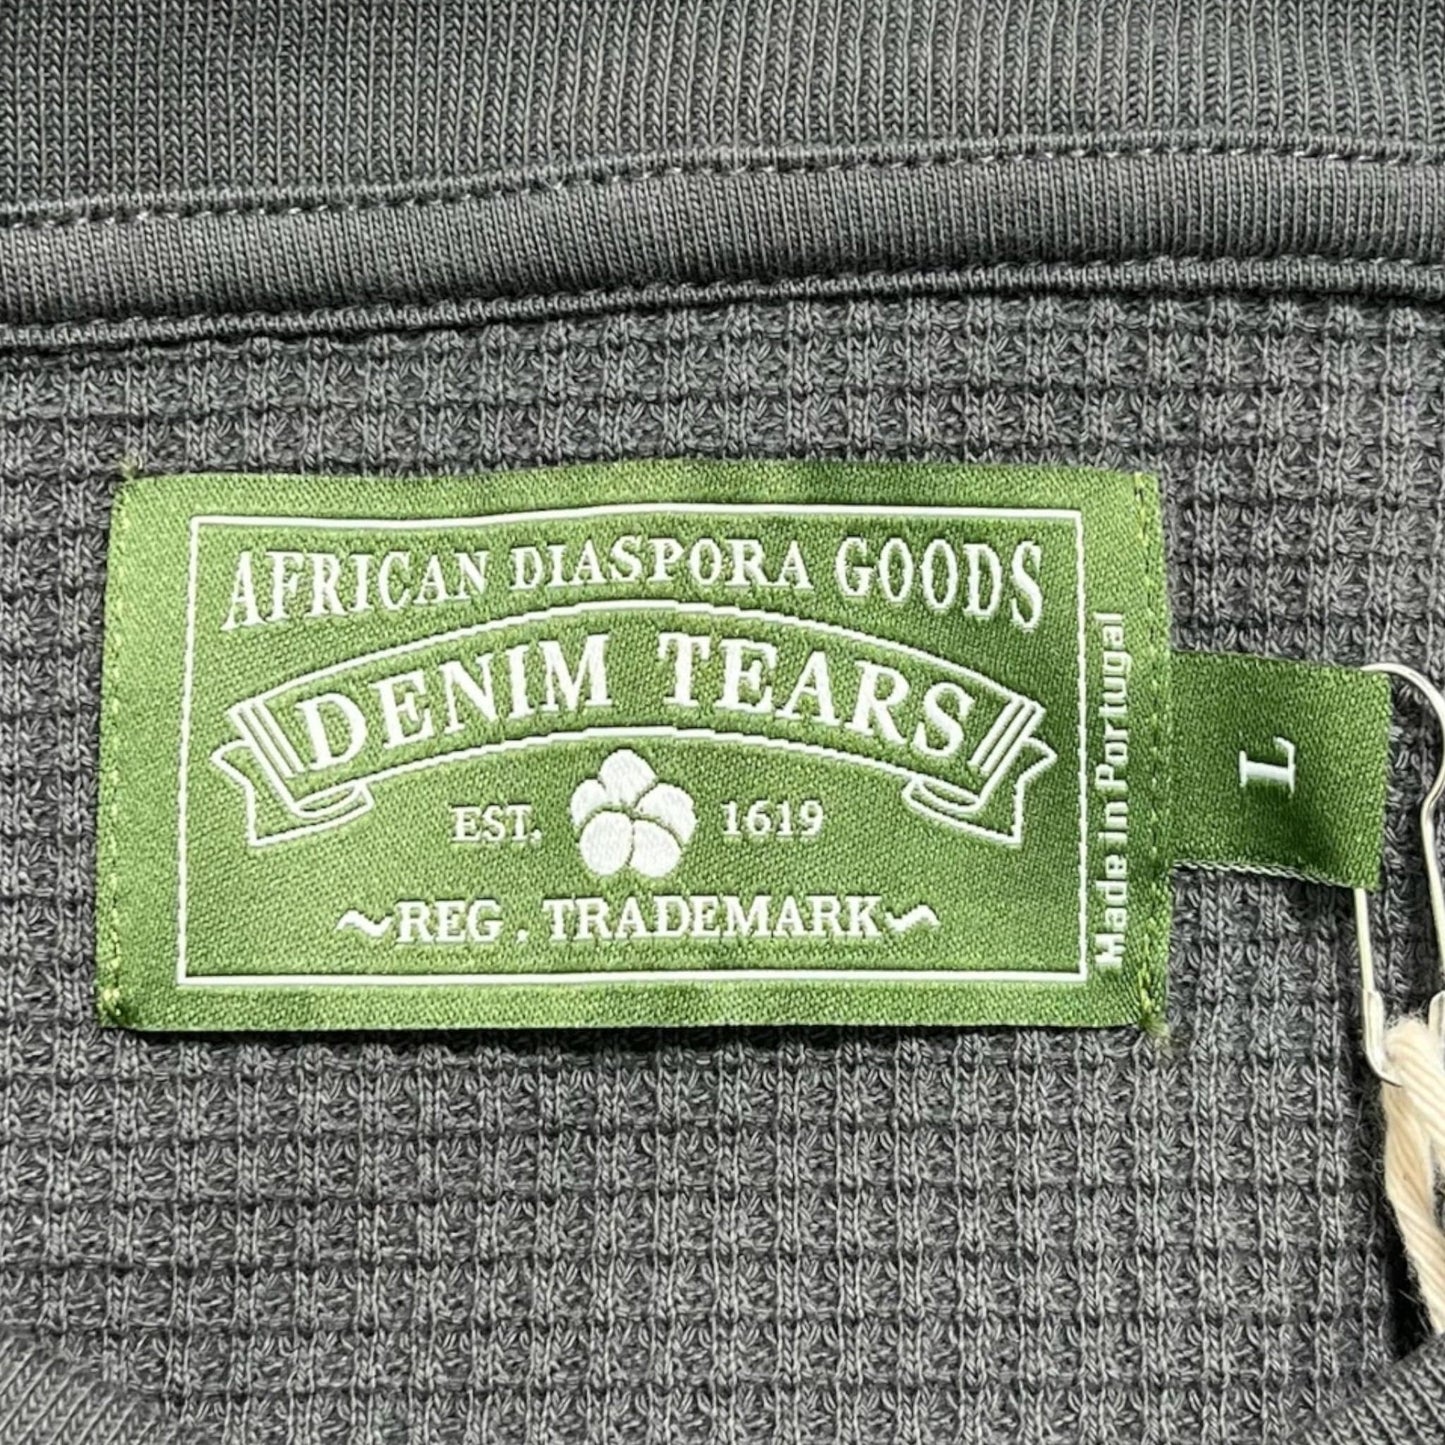 AFRICAN DIASPORA GOODS
DENIM TEARS
EST. 1619
REG. TRADEMARK
Made in Portugal
L